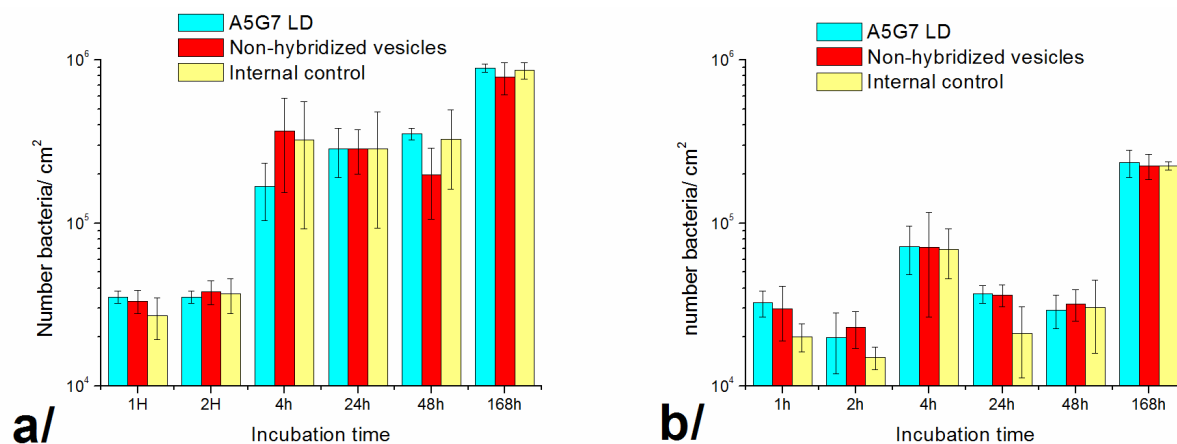 A5G7 LD
Non-hybridized vesicles
Internal control
10^6
10^5
10^4
Number bacteria/ cm^2
1H 2H 4h 24h 48h 168h
Incubation time
a/
A5G7 LD
Non-hybridized vesicles
Internal control
10^6
10^5
10^4
number bacteria/ cm^2
1h 2h 4h 24h 48h 168h
Incubation time
b/